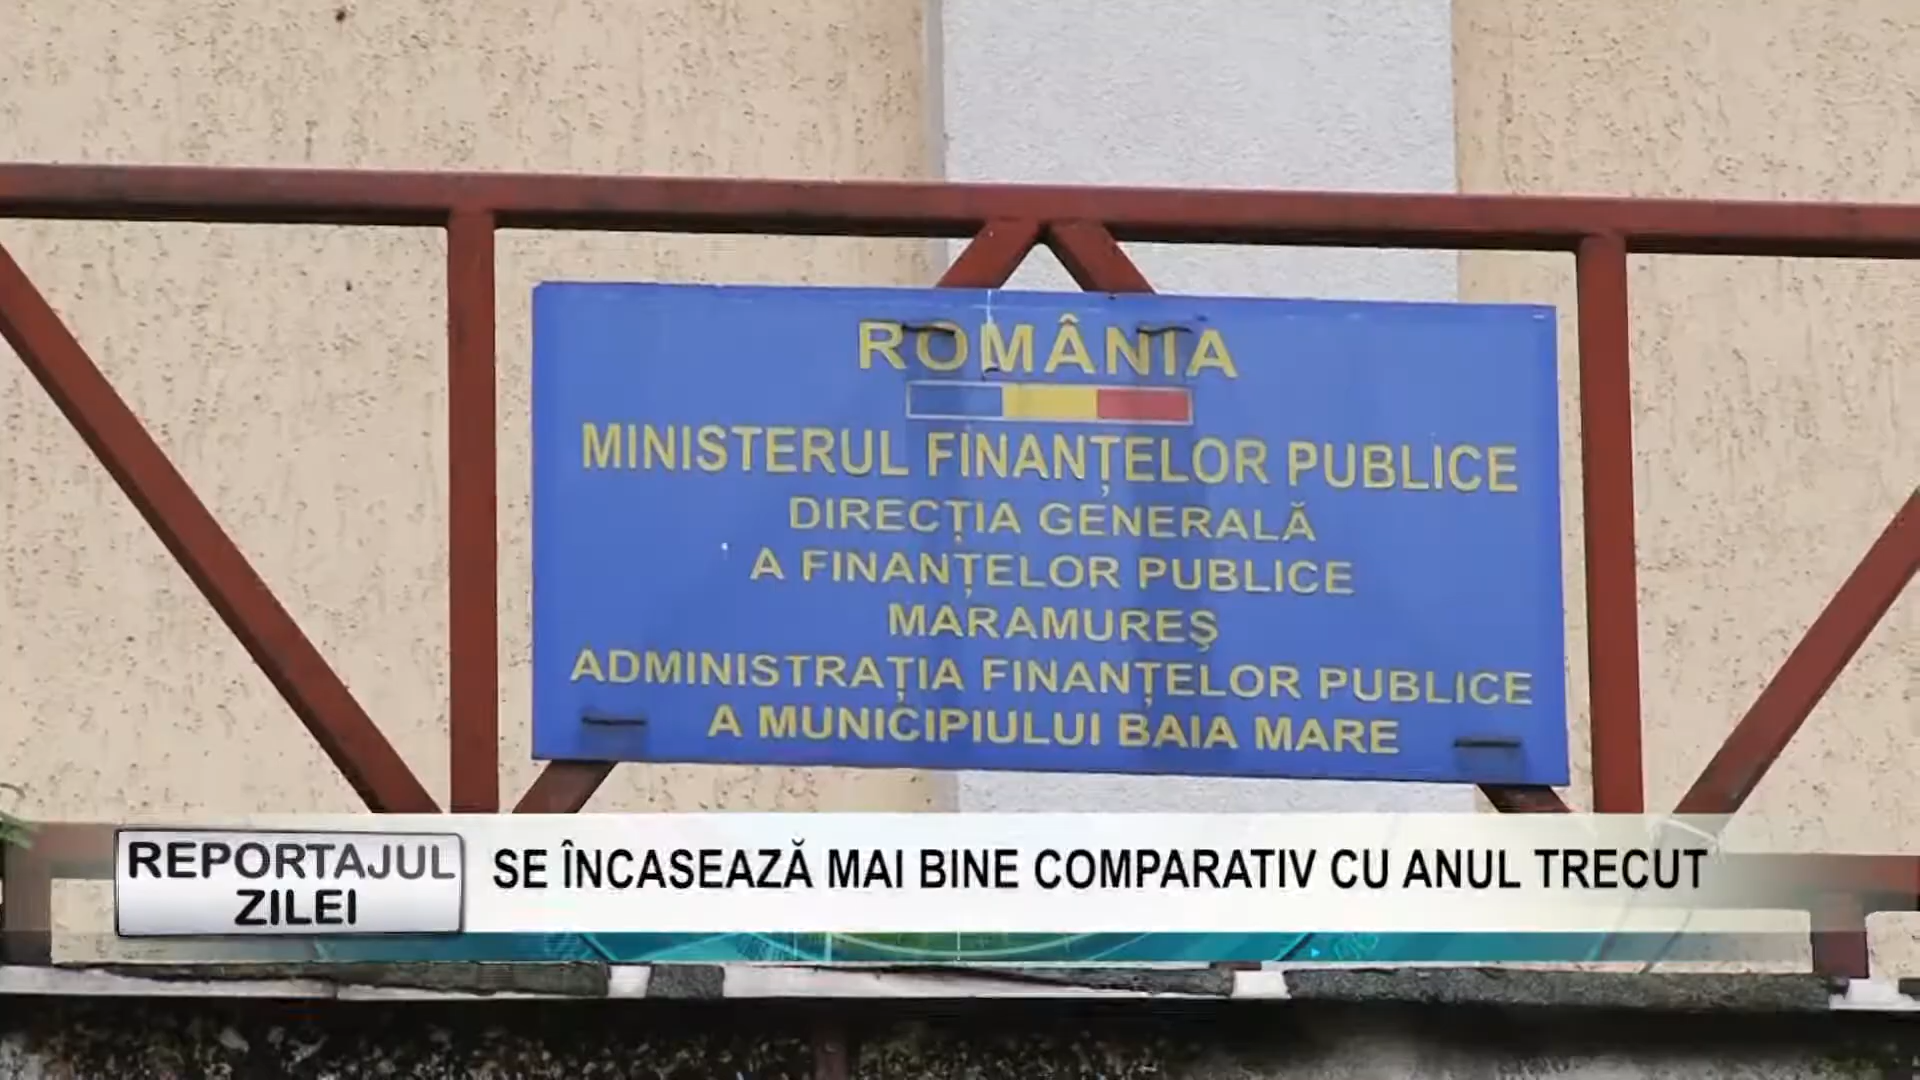 ROMÂNIA
MINISTERUL FINANȚELOR PUBLICE
DIRECȚIA GENERALĂ
A FINANȚELOR PUBLICE
MARAMUREŞ
ADMINISTRAȚIA FINANȚELOR PUBLICE
A MUNICIPIULUI BAIA MARE
REPORTAJUL
ZILEI
SE ÎNCASEAZĂ MAI BINE COMPARATIV CU ANUL TRECUT